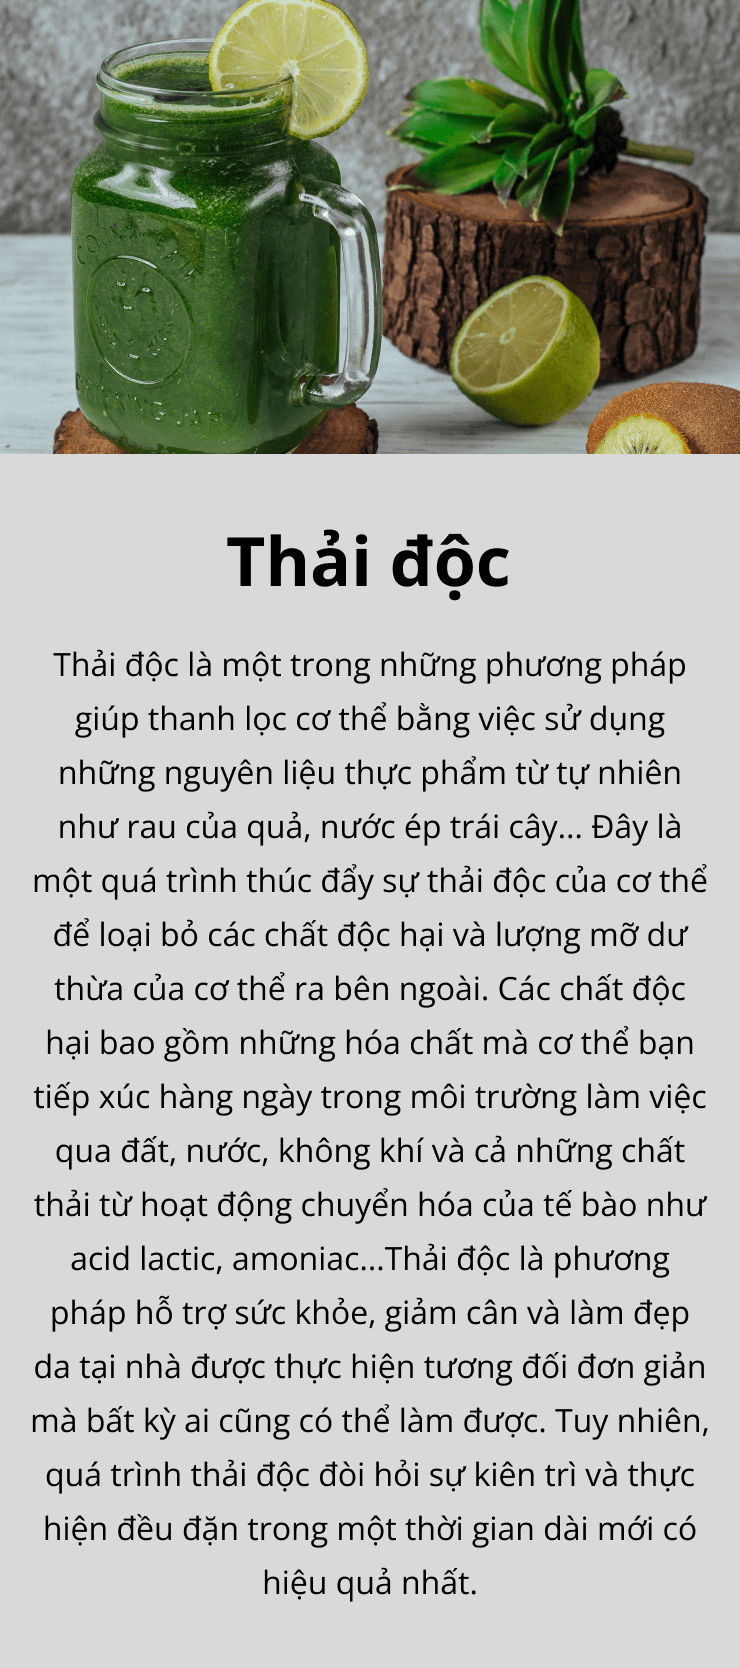 Thải độc
Thải độc là một trong những phương pháp
giúp thanh lọc cơ thể bằng việc sử dụng
những nguyên liệu thực phẩm từ tự nhiên
như rau của quả, nước ép trái cây... Đây là
một quá trình thúc đẩy sự thải độc của cơ thể
để loại bỏ các chất độc hại và lượng mỡ dư
thừa của cơ thể ra bên ngoài. Các chất độc
hại bao gồm những hóa chất mà cơ thể bạn
tiếp xúc hàng ngày trong môi trường làm việc
qua đất, nước, không khí và cả những chất
thải từ hoạt động chuyển hóa của tế bào như
acid lactic, amoniac...Thải độc là phương
pháp hỗ trợ sức khỏe, giảm cân và làm đẹp
da tại nhà được thực hiện tương đối đơn giản
mà bất kỳ ai cũng có thể làm được. Tuy nhiên,
quá trình thải độc đòi hỏi sự kiên trì và thực
hiện đều đặn trong một thời gian dài mới có
hiệu quả nhất.